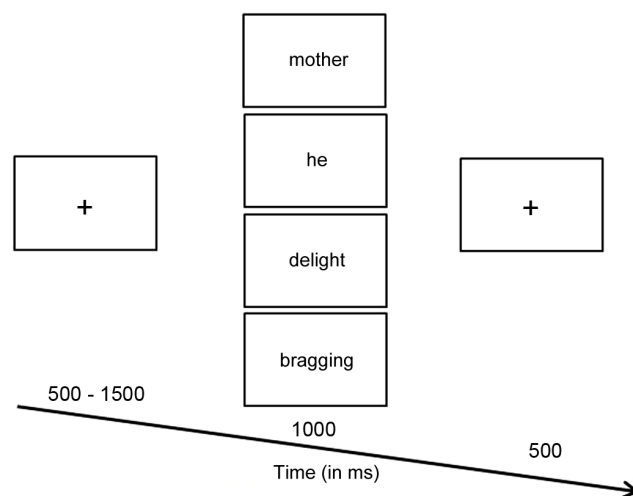 mother
he
+
+
delight
bragging
500 - 1500
1000
500
Time (in ms)